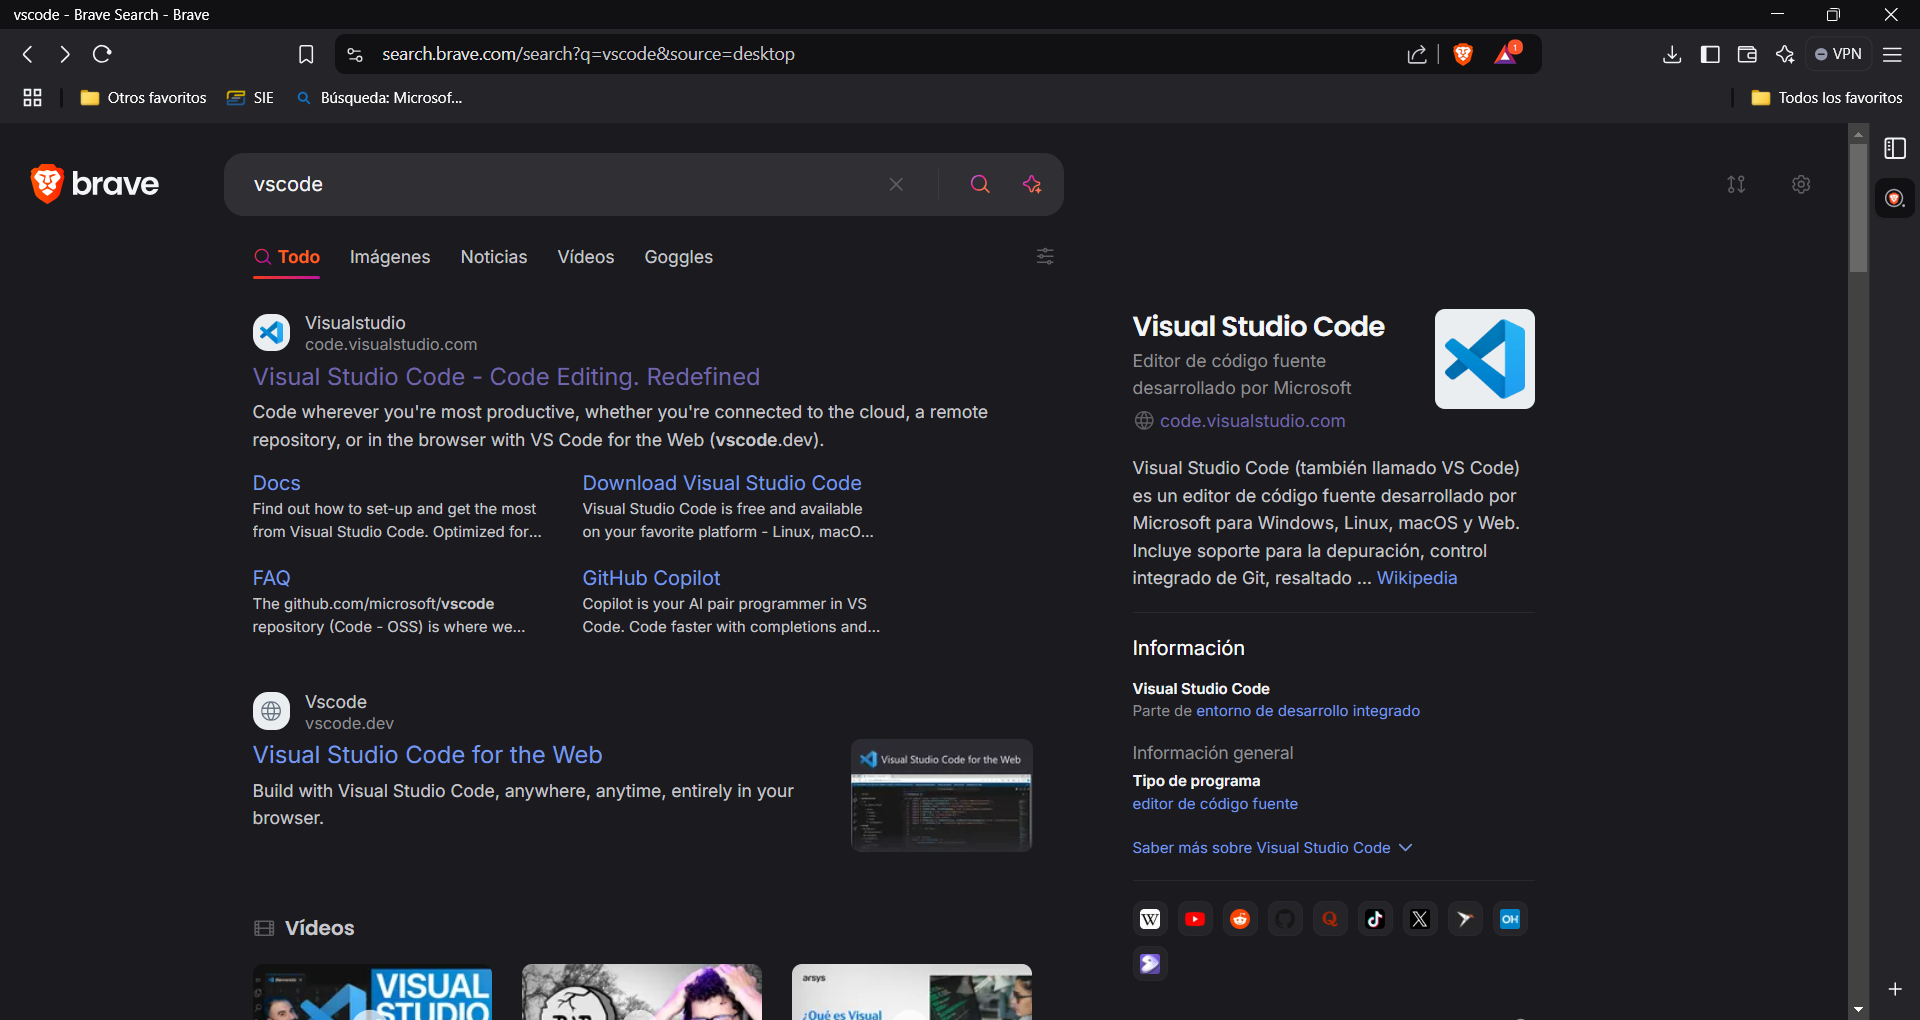 vscode - Brave Search - Brave
search.brave.com/search?q=vscode&source=desktop
1
VPN
Otros favoritos
SIE
Búsqueda: Microsof...
Todos los favoritos
brave
vscode
Todo
Imágenes
Noticias
Vídeos
Goggles
Visualstudio
code.visualstudio.com
Visual Studio Code - Code Editing. Redefined
Code wherever you're most productive, whether you're connected to the cloud, a remote
repository, or in the browser with VS Code for the Web (vscode.dev).
Docs
Find out how to set-up and get the most
from Visual Studio Code. Optimized for...
Download Visual Studio Code
Visual Studio Code is free and available
on your favorite platform - Linux, macO...
FAQ
The github.com/microsoft/vscode
repository (Code - OSS) is where we...
GitHub Copilot
Copilot is your AI pair programmer in VS
Code. Code faster with completions and...
Vscode
vscode.dev
Visual Studio Code for the Web
Build with Visual Studio Code, anywhere, anytime, entirely in your
browser.
Visual Studio Code for the Web
Vídeos
VISUAL
STUDIO
arsys
¿Qué es Visual
Visual Studio Code
Editor de código fuente
desarrollado por Microsoft
code.visualstudio.com
Visual Studio Code (también llamado VS Code)
es un editor de código fuente desarrollado por
Microsoft para Windows, Linux, macOS y Web.
Incluye soporte para la depuración, control
integrado de Git, resaltado ... Wikipedia
Información
Visual Studio Code
Parte de entorno de desarrollo integrado
Información general
Tipo de programa
editor de código fuente
Saber más sobre Visual Studio Code
W
OH